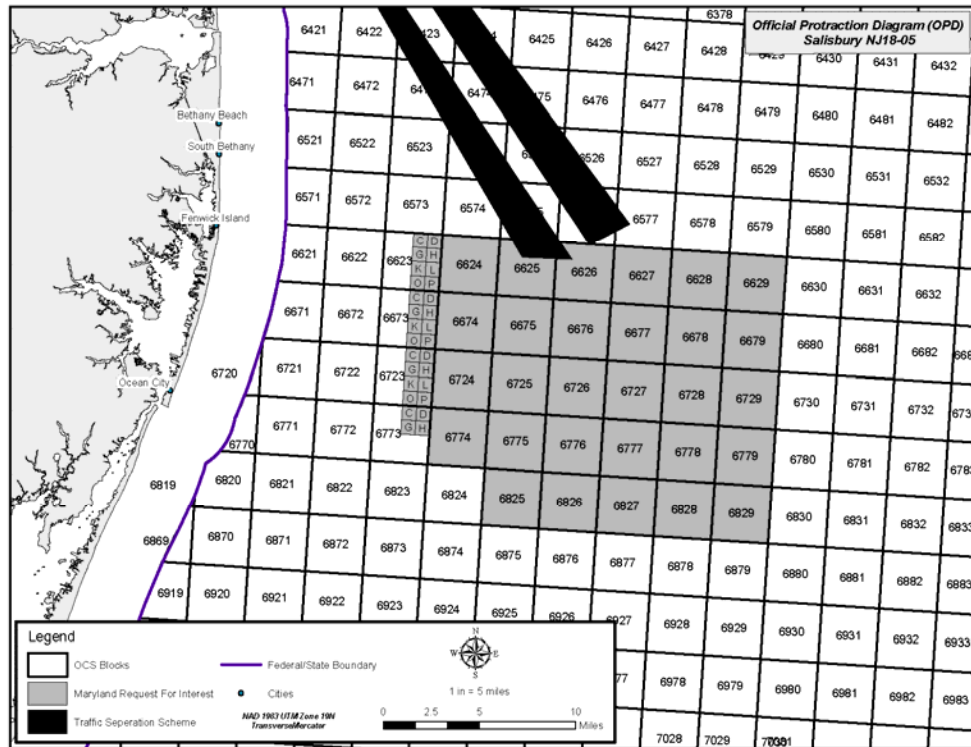 6378
Official Protraction Diagram (OPD)
Salisbury NJ18-05
6421 6422 6425 6426 6427 6428 6430 6431 6432
6471 6472 6476 6477 6478 6479 6480 6481 6482
Bethany Beach
South Bethany
6521 6522 6523 6526 6527 6528 6529 6530 6531 6532
Fenwick Island
6571 6572 6573 6574 6577 6578 6579 6580 6581 6582
6621 6622 6623 6624 6625 6626 6627 6628 6629 6630 6631 6632
C D
G H
K L
O P
6671 6672 6673 6674 6675 6676 6677 6678 6679 6680 6681 6682
C D
G H
K L
O P
Ocean City
6720 6721 6722 6723 6724 6725 6726 6727 6728 6729 6730 6731 6732
C D
G H
K L
O P
6770 6771 6772 6773 6774 6775 6776 6777 6778 6779 6780 6781 6782
C D
G H
6819 6820 6821 6822 6823 6824 6825 6826 6827 6828 6829 6830 6831 6832 6833
6869 6870 6871 6872 6873 6874 6875 6876 6877 6878 6879 6880 6881 6882 6883
6919 6920 6921 6922 6923 6924 6925 6926 6927 6928 6929 6930 6931 6932 6933
6978 6979 6980 6981 6982 6983
7028 7029
Legend
OCS Blocks
Federal/State Boundary
Maryland Request For Interest
Cities
Traffic Seperation Scheme
NAD 1983 UTM Zone 19N
TransverseMercator
N
W E
S
1 in = 5 miles
0 2.5 5 10
Miles